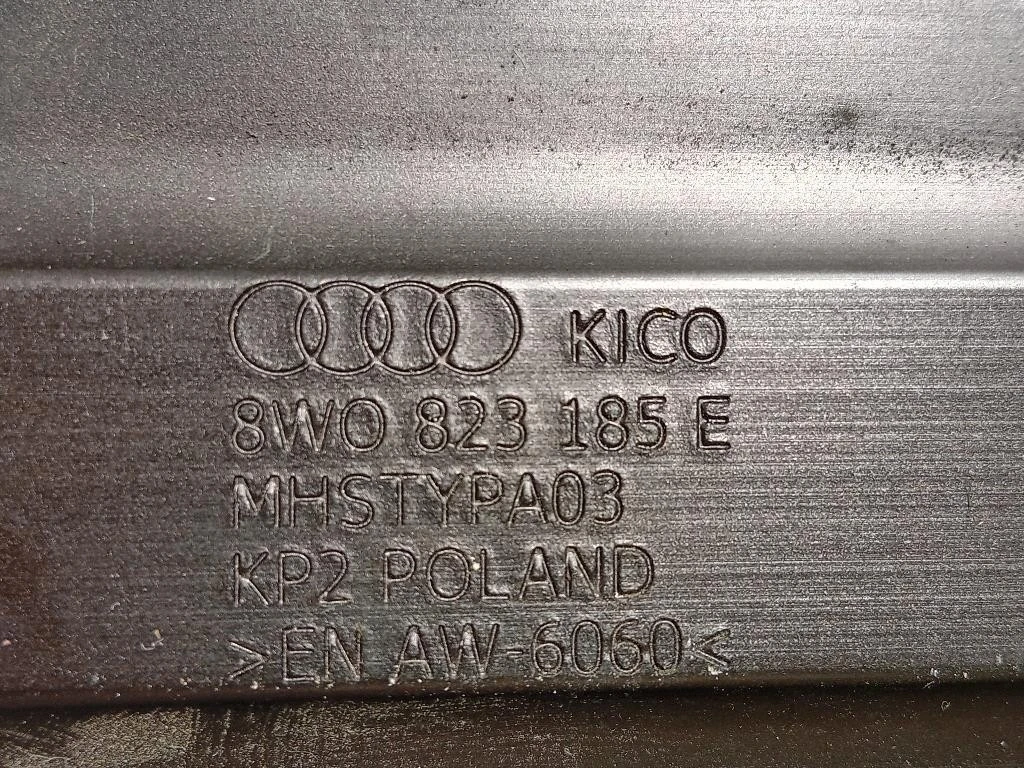 KICO
8W0 823 185 E
MHSTYPA03
KP2 POLAND
>EN AW-6060<